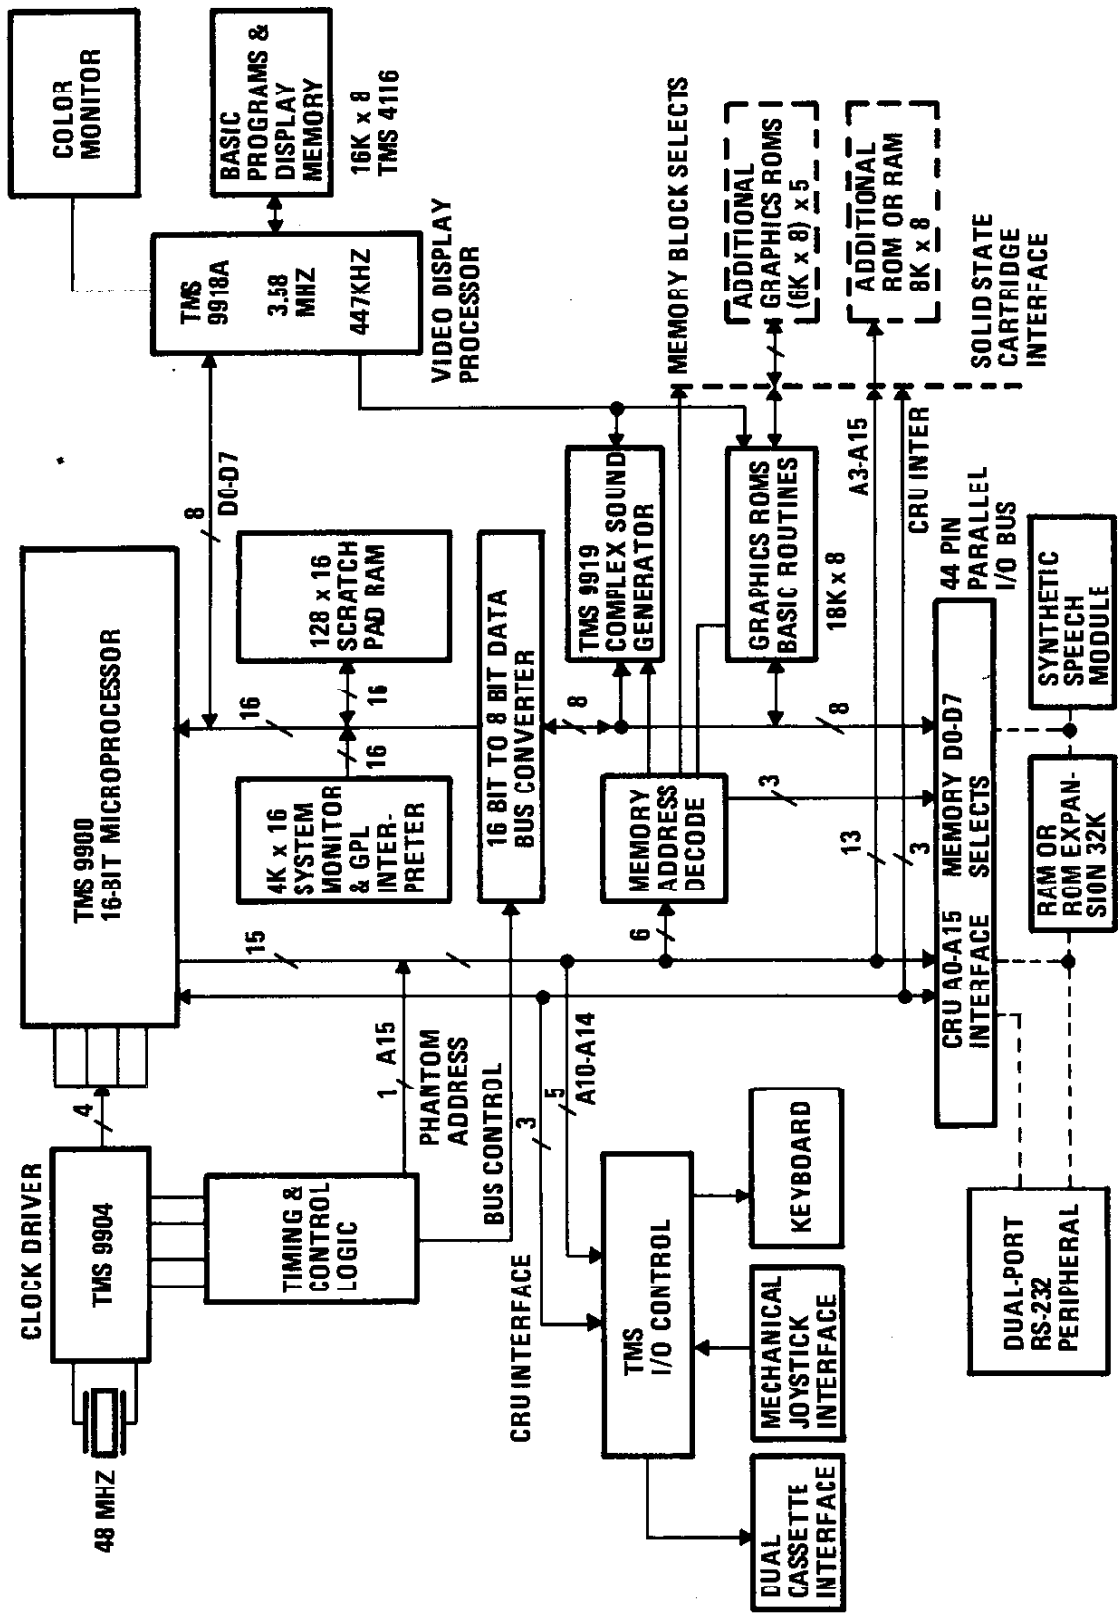 48 MHZ
CLOCK DRIVER
TMS 9904
4
TIMING &
CONTROL
LOGIC
TMS 9900
16-BIT MICROPROCESSOR
COLOR
MONITOR
TMS
9918A
3.58
MHZ
447KHZ
VIDEO DISPLAY
PROCESSOR
BASIC
PROGRAMS &
DISPLAY
MEMORY
16K x 8
TMS 4116
8
D0-D7
1
A15
PHANTOM
ADDRESS
BUS CONTROL
15
16
4K x 16
SYSTEM
MONITOR
& GPL
INTER-
PRETER
16
128 x 16
SCRATCH
PAD RAM
16
16 BIT TO 8 BIT DATA
BUS CONVERTER
8
CRU INTERFACE
3
5
A10-A14
TMS
I/O CONTROL
DUAL
CASSETTE
INTERFACE
MECHANICAL
JOYSTICK
INTERFACE
KEYBOARD
6
MEMORY
ADDRESS
DECODE
TMS 9919
COMPLEX SOUND
GENERATOR
MEMORY BLOCK SELECTS
GRAPHICS ROMS
BASIC ROUTINES
18K x 8
ADDITIONAL
GRAPHICS ROMS
(6K x 8) x 5
ADDITIONAL
ROM OR RAM
8K x 8
SOLID STATE
CARTRIDGE
INTERFACE
3
8
13
A3-A15
3
CRU INTER
44 PIN
PARALLEL
I/O BUS
CRU A0-A15 MEMORY D0-D7
INTERFACE SELECTS
DUAL-PORT
RS-232
PERIPHERAL
RAM OR
ROM EXPAN-
SION 32K
SYNTHETIC
SPEECH
MODULE